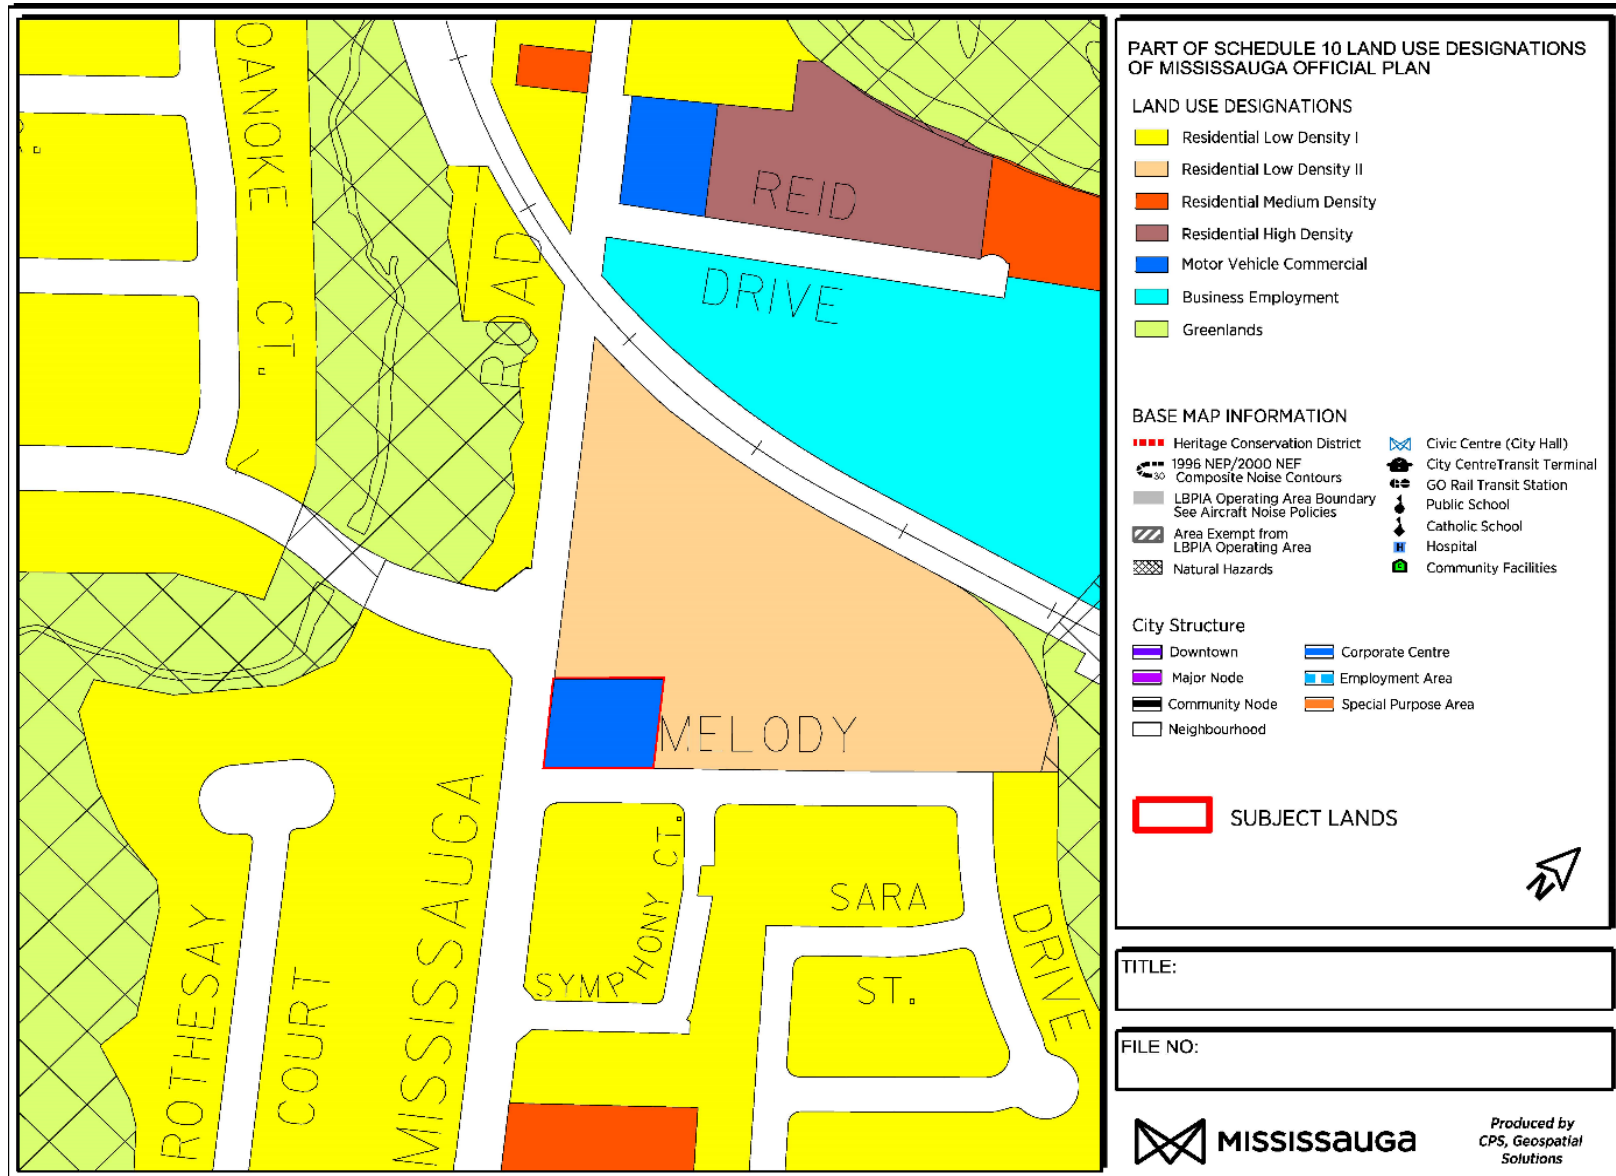 OANOKE
CT.
ROAD
REID
DRIVE
MELODY
MISSISSAUGA
SYMPHONY CT.
SARA
ST.
DRIVE
ROTHESAY
COURT
PART OF SCHEDULE 10 LAND USE DESIGNATIONS
OF MISSISSAUGA OFFICIAL PLAN
LAND USE DESIGNATIONS
Residential Low Density I
Residential Low Density II
Residential Medium Density
Residential High Density
Motor Vehicle Commercial
Business Employment
Greenlands
BASE MAP INFORMATION
Heritage Conservation District
30
1996 NEP/2000 NEF
Composite Noise Contours
LBPIA Operating Area Boundary
See Aircraft Noise Policies
Area Exempt from
LBPIA Operating Area
Natural Hazards
Civic Centre (City Hall)
City CentreTransit Terminal
GO Rail Transit Station
Public School
Catholic School
H Hospital
Community Facilities
City Structure
Downtown
Major Node
Community Node
Neighbourhood
Corporate Centre
Employment Area
Special Purpose Area
SUBJECT LANDS
N
TITLE:
FILE NO:
MISSISSAUGA
Produced by
CPS, Geospatial
Solutions